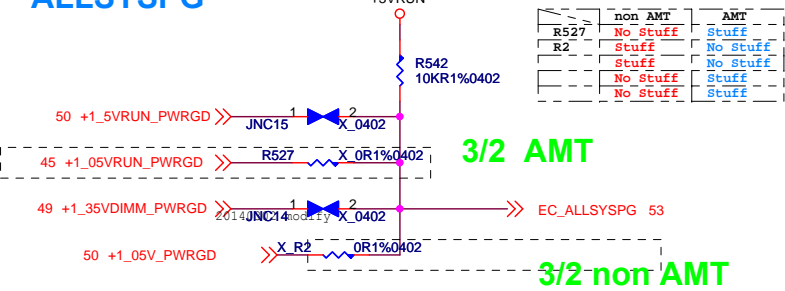 ALLSYSPG
+5VRUN
non AMT AMT
R527 No Stuff Stuff
R2 Stuff No Stuff
Stuff No Stuff
No Stuff Stuff
No Stuff Stuff
R542
10KR1%0402
50 +1_5VRUN_PWRGD 1 2
JNC15 X_0402
45 +1_05VRUN_PWRGD R527 X_0R1%0402
3/2 AMT
49 +1_35VDIMM_PWRGD 1 2
JNC14 modify X_0402
EC_ALLSYSPG 53
50 +1_05V_PWRGD X_R2 0R1%0402
3/2 non AMT